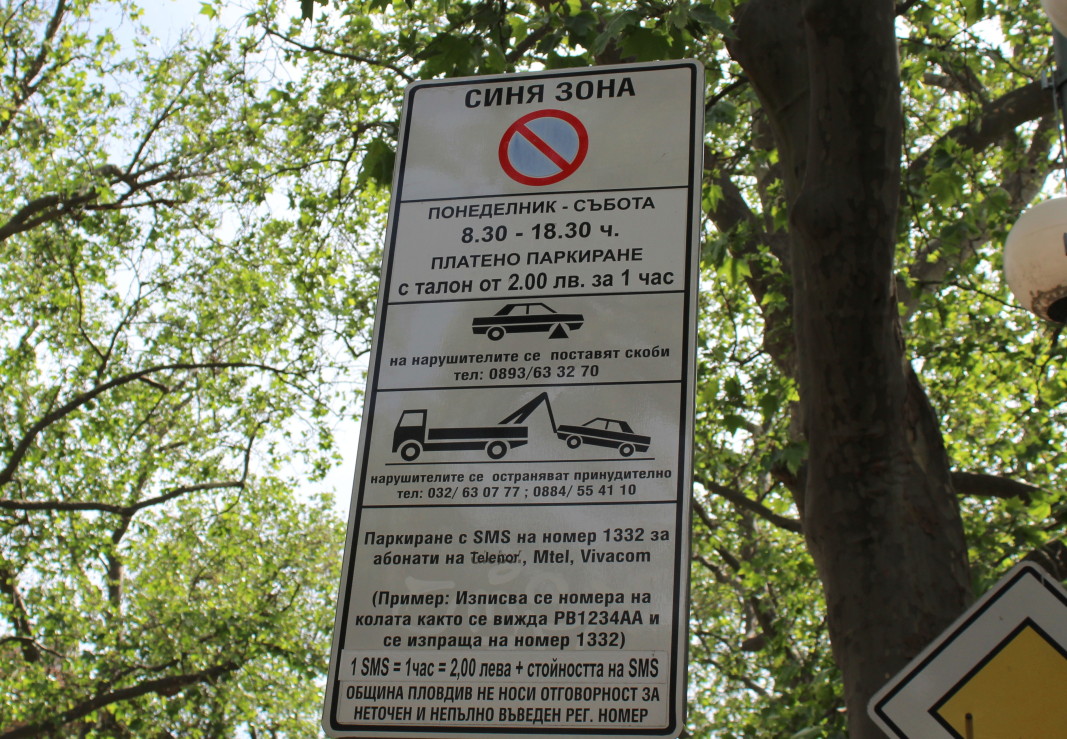 СИНЯ ЗОНА
ПОНЕДЕЛНИК - СЪБОТА
8.30 - 18.30 ч.
ПЛАТЕНО ПАРКИРАНЕ
с талон от 2.00 лв. за 1 час
на нарушителите се поставят скоби
тел: 0893/63 32 70
нарушителите се остраняват принудително
тел: 032/ 63 07 77 ; 0884/ 55 41 10
Паркиране с SMS на номер 1332 за
абонати на Telenor, Mtel, Vivacom
(Пример: Изписва се номера на
колата както се вижда PB1234AA и
се изпраща на номер 1332)
1 SMS = 1час = 2,00 лева + стойността на SMS
ОБЩИНА ПЛОВДИВ НЕ НОСИ ОТГОВОРНОСТ ЗА
НЕТОЧЕН И НЕПЪЛНО ВЪВЕДЕН РЕГ. НОМЕР